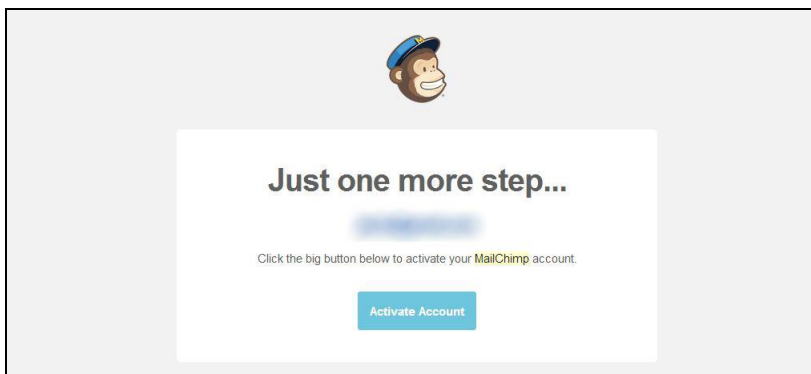 Just one more step...
Click the big button below to activate your MailChimp account.
Activate Account